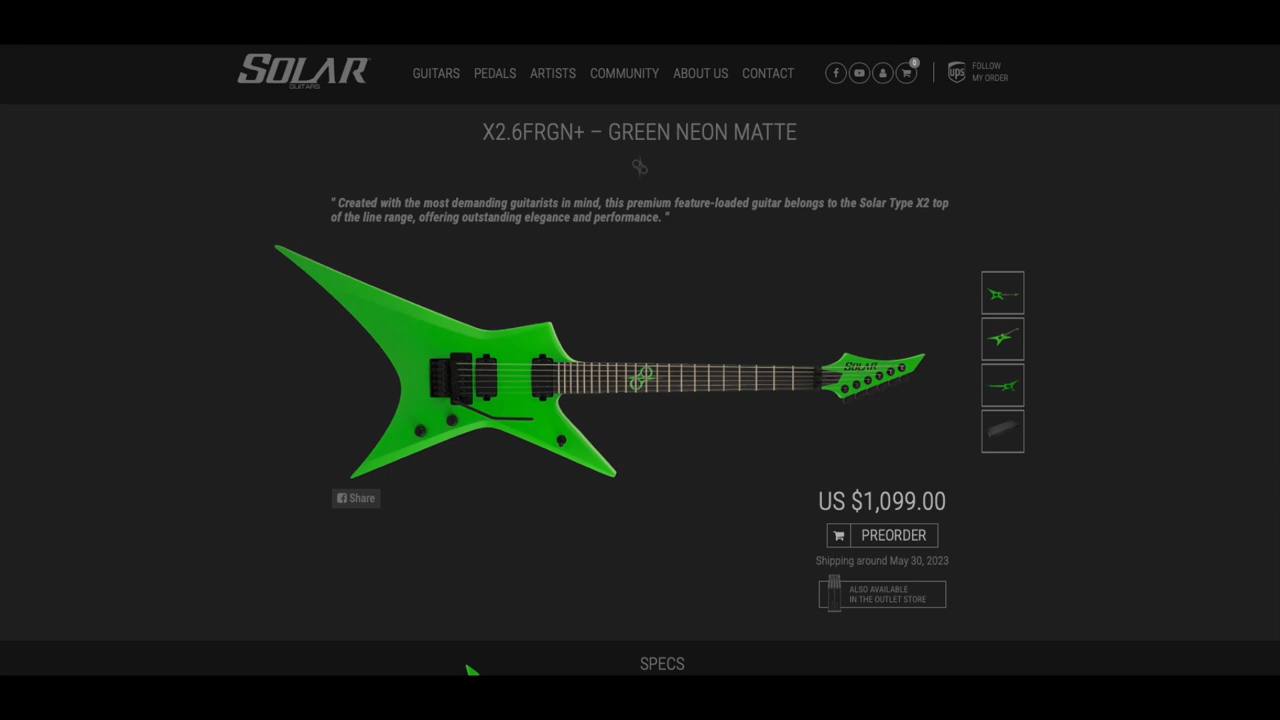 SOLAR
GUITARS
GUITARS PEDALS ARTISTS COMMUNITY ABOUT US CONTACT
0
ups
FOLLOW
MY ORDER
X2.6FRGN+ – GREEN NEON MATTE
" Created with the most demanding guitarists in mind, this premium feature-loaded guitar belongs to the Solar Type X2 top
of the line range, offering outstanding elegance and performance. "
SOLAR
Share
US $1,099.00
PREORDER
Shipping around May 30, 2023
ALSO AVAILABLE
IN THE OUTLET STORE
SPECS